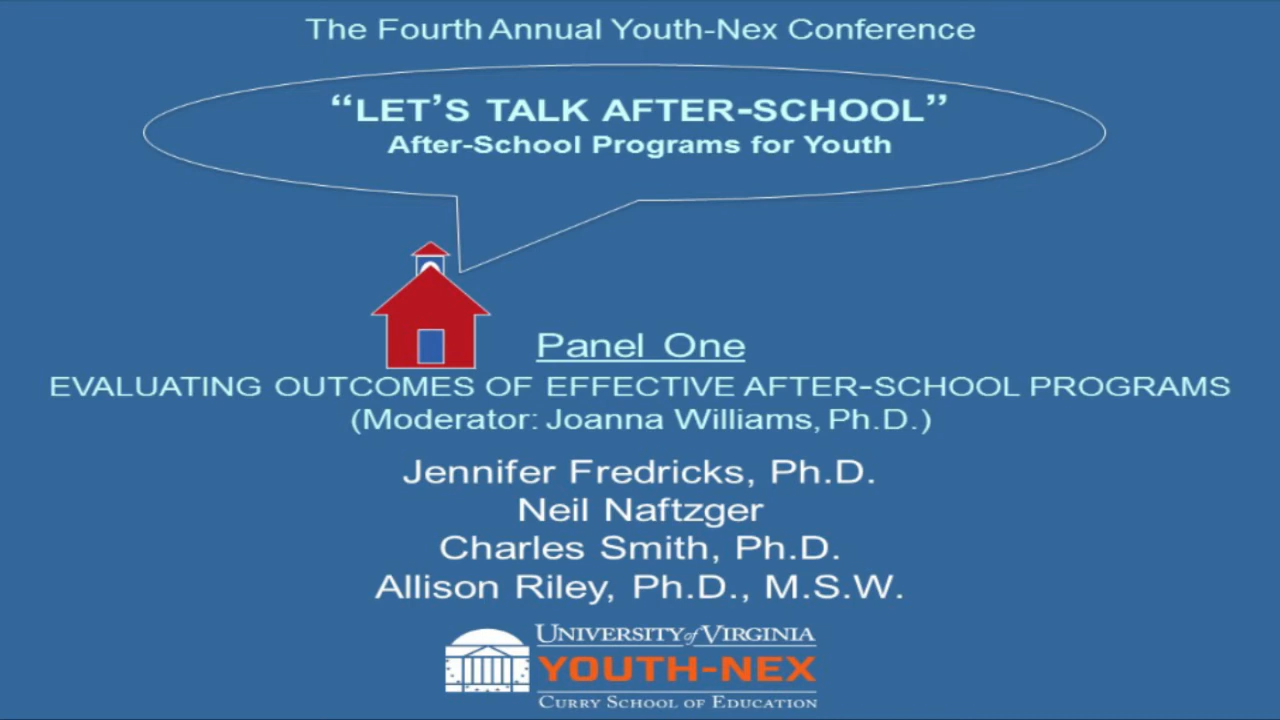 The Fourth Annual Youth-Nex Conference
“LET’S TALK AFTER-SCHOOL”
After-School Programs for Youth
Panel One
EVALUATING OUTCOMES OF EFFECTIVE AFTER-SCHOOL PROGRAMS
(Moderator: Joanna Williams, Ph.D.)
Jennifer Fredricks, Ph.D.
Neil Naftzger
Charles Smith, Ph.D.
Allison Riley, Ph.D., M.S.W.
UNIVERSITY of VIRGINIA
YOUTH-NEX
CURRY SCHOOL OF EDUCATION